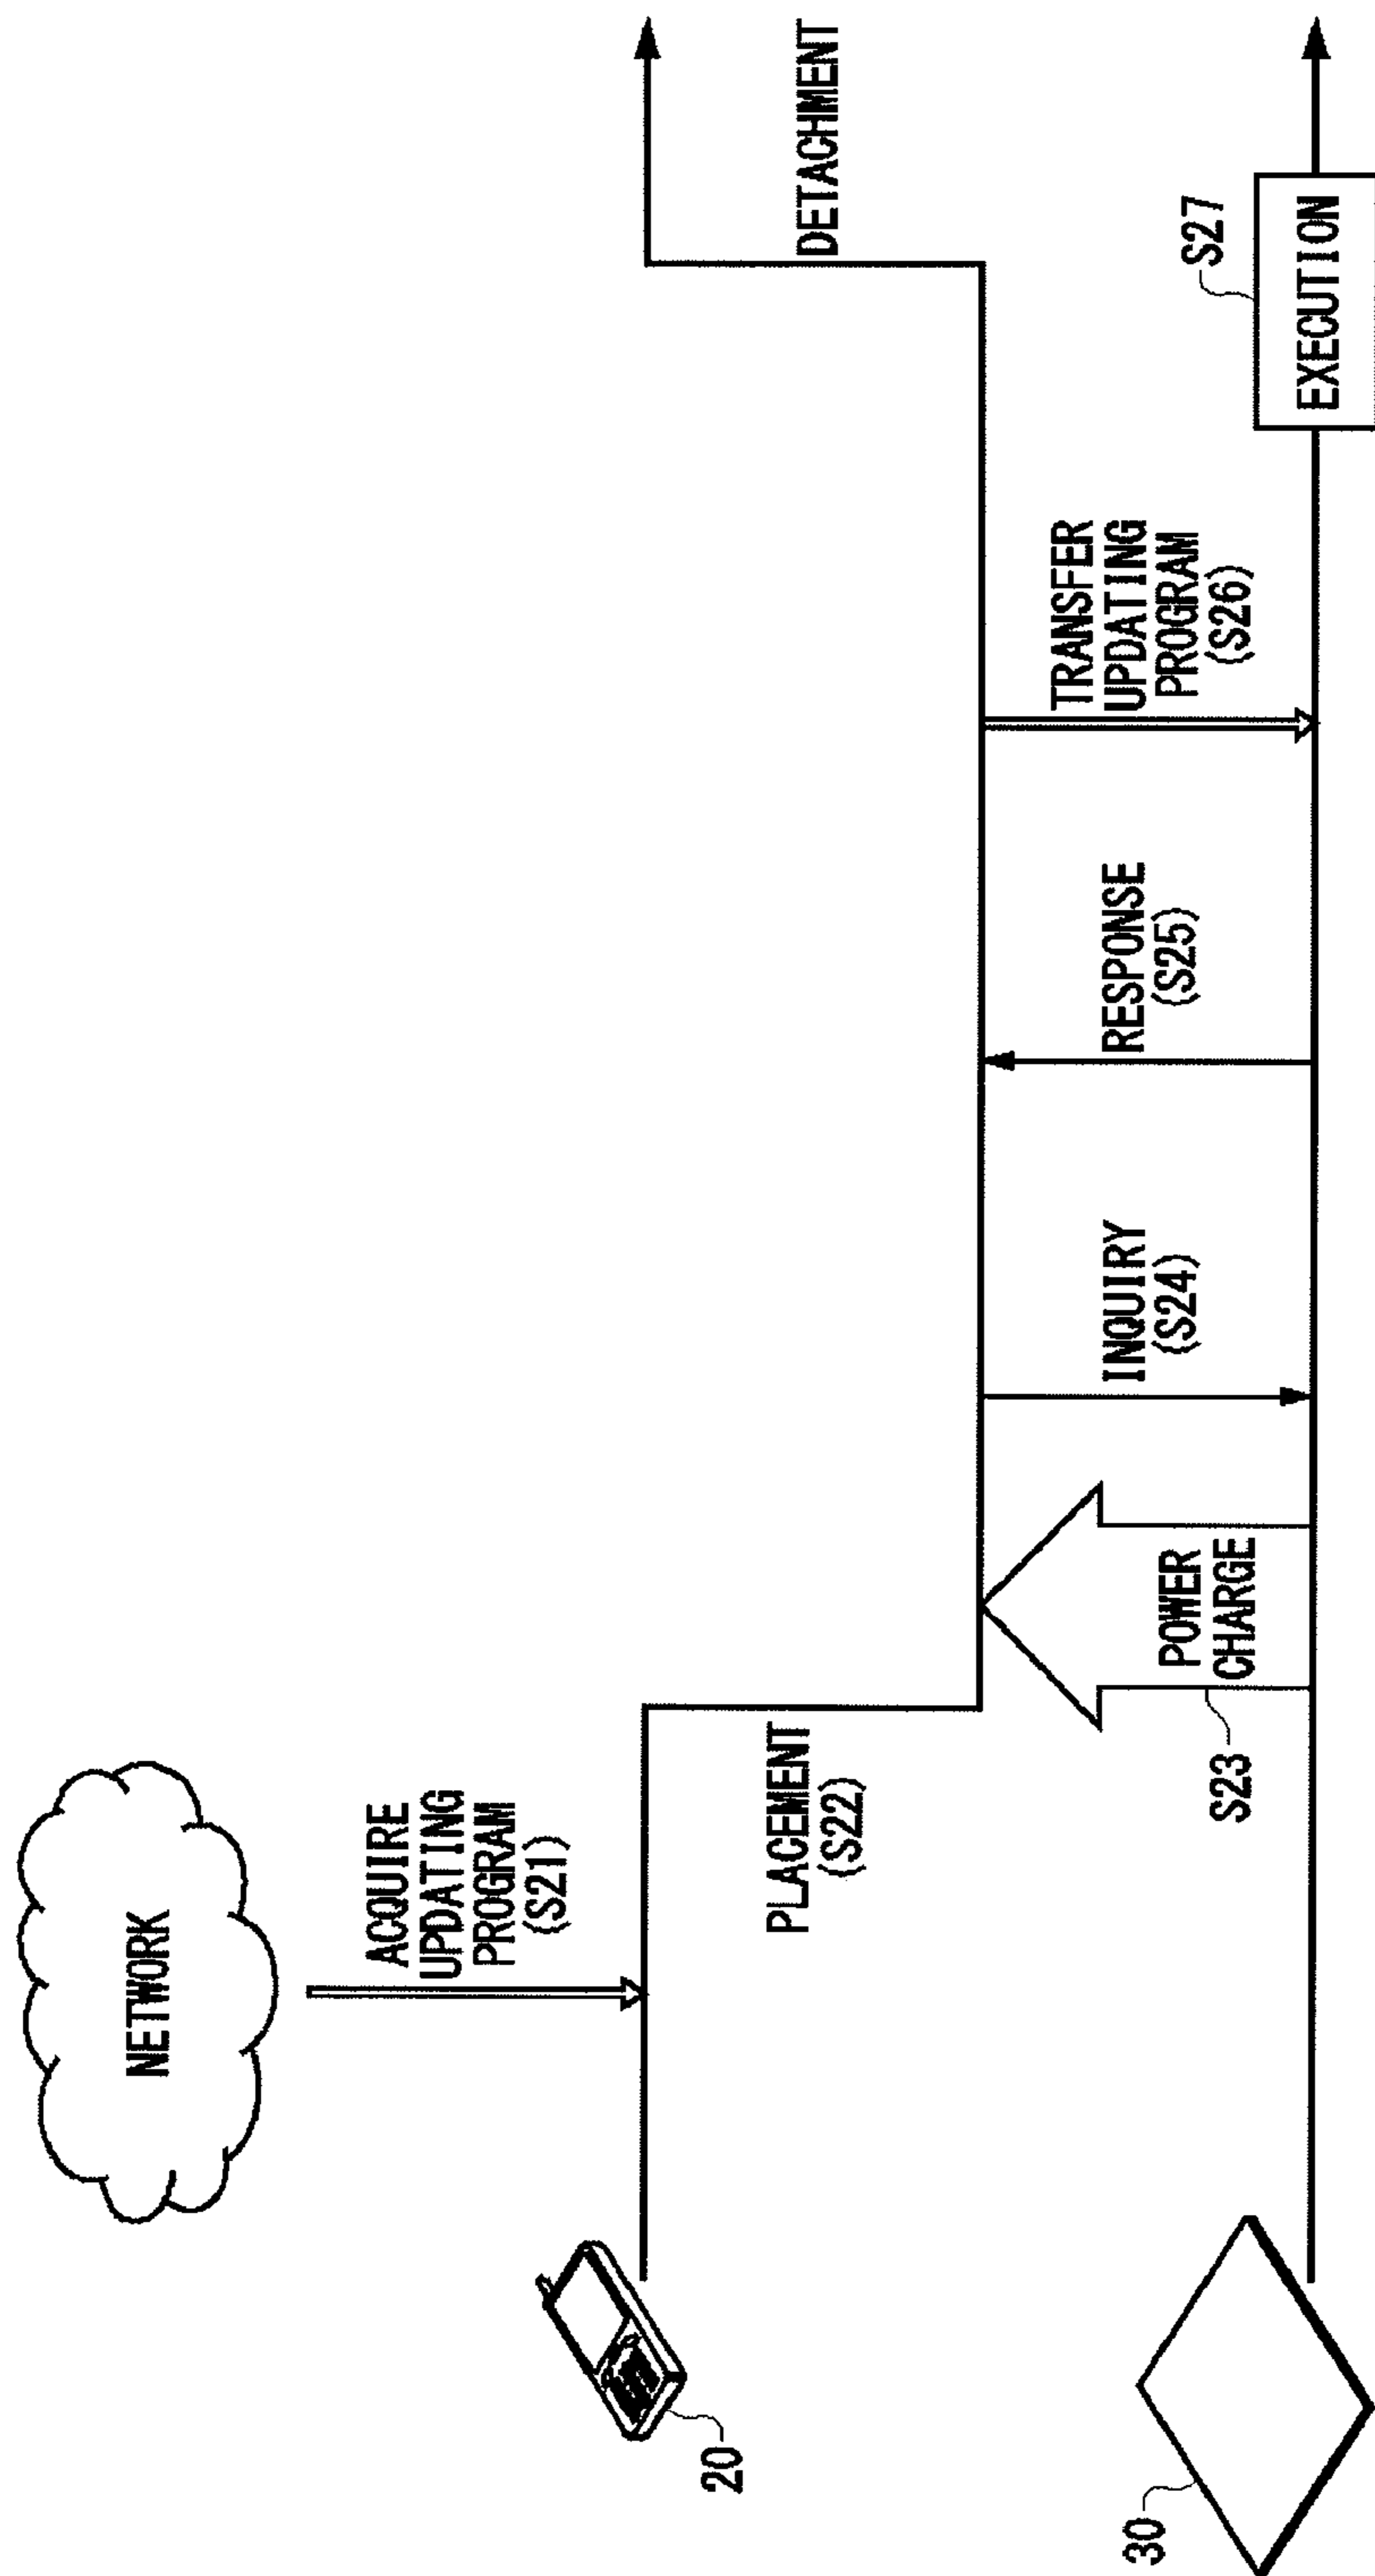 NETWORK
ACQUIRE
UPDATING
PROGRAM
(S21)
20
PLACEMENT
(S22)
DETACHMENT
30
S23
POWER
CHARGE
INQUIRY
(S24)
RESPONSE
(S25)
TRANSFER
UPDATING
PROGRAM
(S26)
S27
EXECUTION